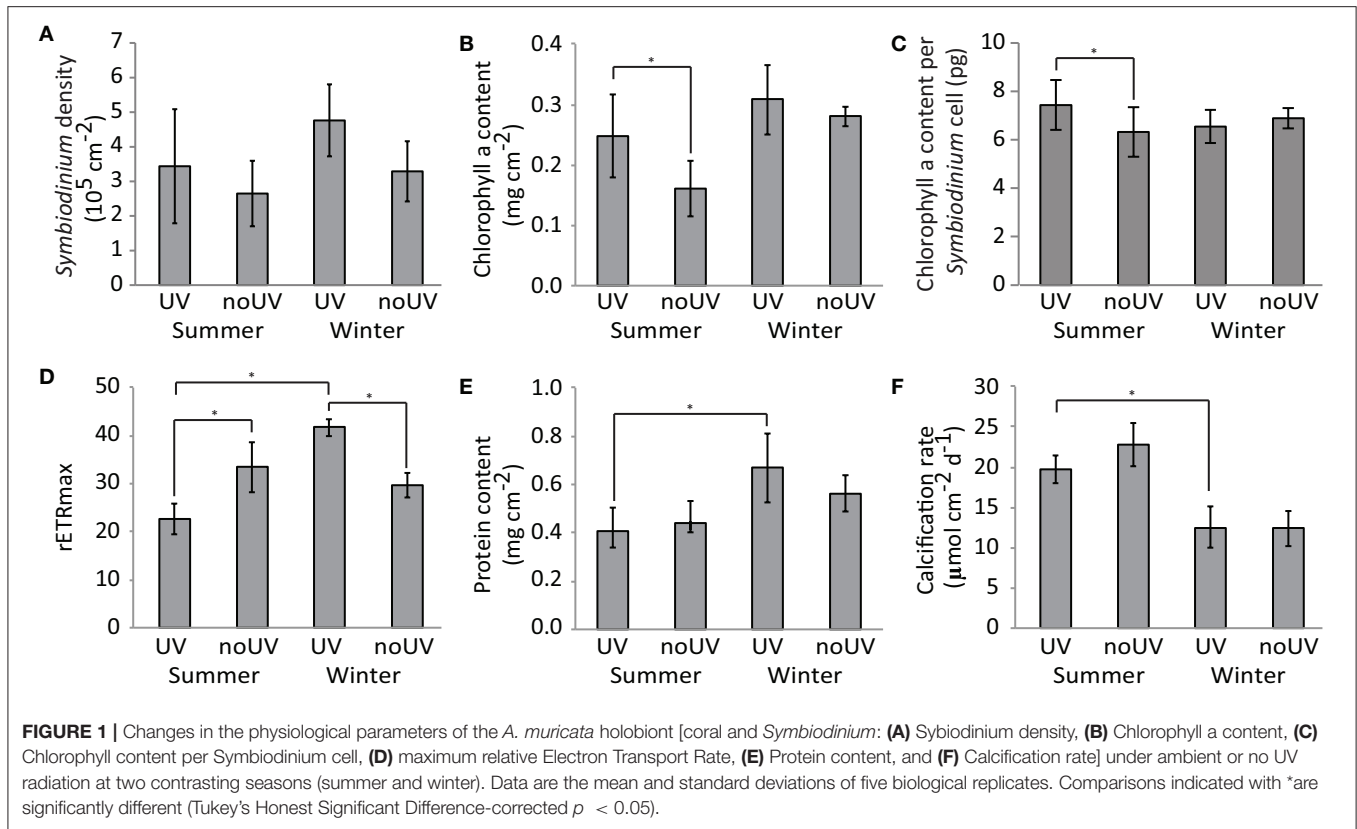 A
Symbiodinium density
(10⁵ cm⁻²)
7
6
5
4
3
2
1
0
UV noUV UV noUV
Summer Winter
B
Chlorophyll a content
(mg cm⁻²)
0.4
0.3
0.2
0.1
0.0
*
UV noUV UV noUV
Summer Winter
C
Chlorophyll a content per
Symbiodinium cell (pg)
10
8
6
4
2
0
*
UV noUV UV noUV
Summer Winter
D
rETRmax
50
40
30
20
10
0
*
*
*
UV noUV UV noUV
Summer Winter
E
Protein content
(mg cm⁻²)
1.0
0.8
0.6
0.4
0.2
0.0
*
UV noUV UV noUV
Summer Winter
F
Calcification rate
(μmol cm⁻² d⁻¹)
30
25
20
15
10
5
0
*
UV noUV UV noUV
Summer Winter
FIGURE 1 | Changes in the physiological parameters of the A. muricata holobiont [coral and Symbiodinium: (A) Sybiodinium density, (B) Chlorophyll a content, (C)
Chlorophyll content per Symbiodinium cell, (D) maximum relative Electron Transport Rate, (E) Protein content, and (F) Calcification rate] under ambient or no UV
radiation at two contrasting seasons (summer and winter). Data are the mean and standard deviations of five biological replicates. Comparisons indicated with *are
significantly different (Tukey's Honest Significant Difference-corrected p < 0.05).